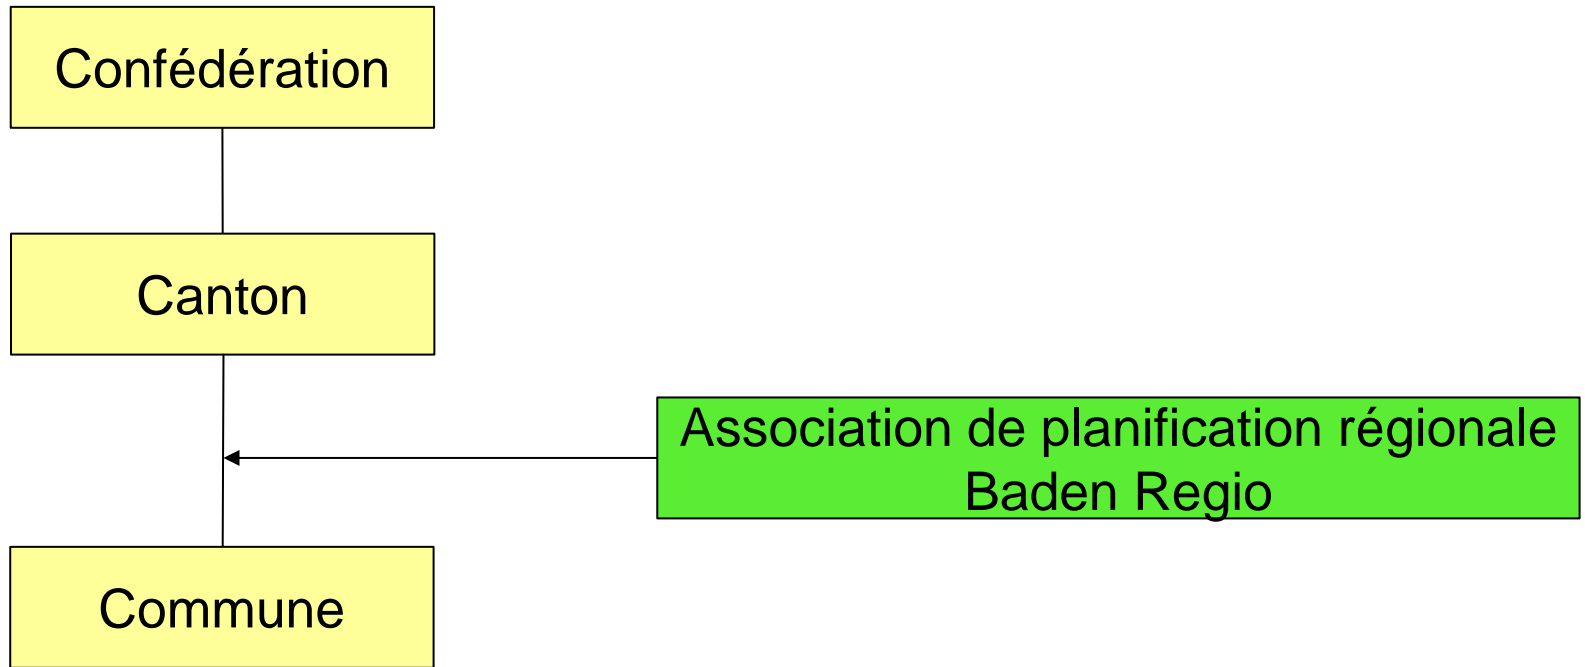 Confédération
Canton
Association de planification régionale
Baden Regio
Commune